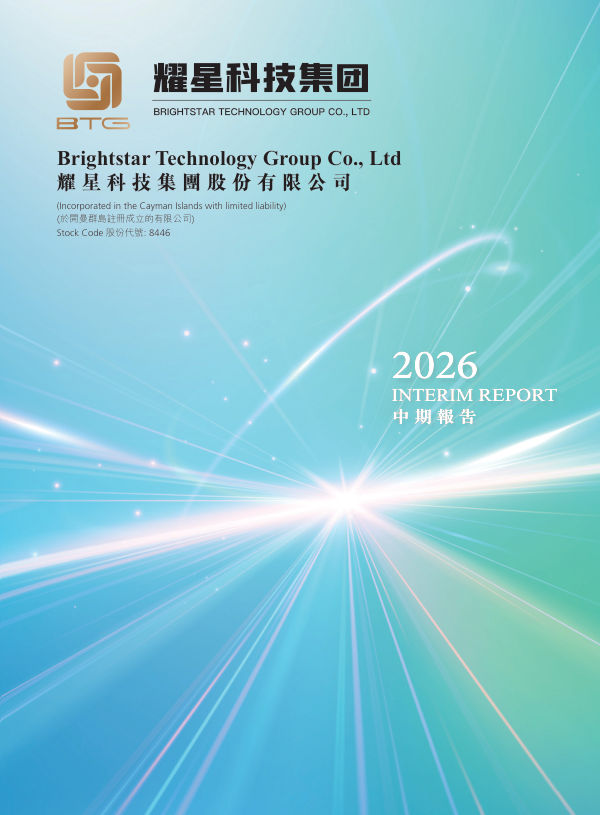 耀星科技集团
BRIGHTSTAR TECHNOLOGY GROUP CO., LTD
BTG
Brightstar Technology Group Co., Ltd
耀星科技集團股份有限公司
(Incorporated in the Cayman Islands with limited liability)
(於開曼群島註冊成立的有限公司)
Stock Code 股份代號: 8446
2026
INTERIM REPORT
中期報告